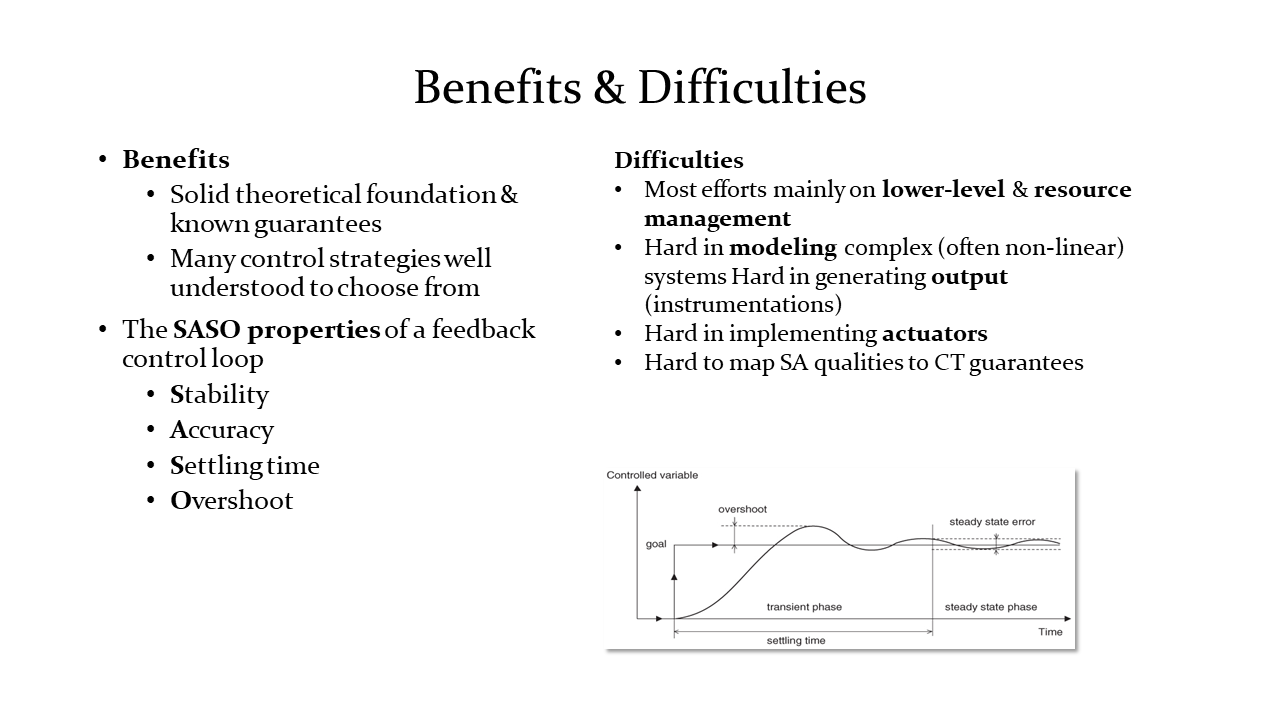 Benefits & Difficulties
• Benefits
• Solid theoretical foundation &
known guarantees
• Many control strategies well
understood to choose from
• The SASO properties of a feedback
control loop
• Stability
• Accuracy
• Settling time
• Overshoot
Difficulties
• Most efforts mainly on lower-level & resource
management
• Hard in modeling complex (often non-linear)
systems Hard in generating output
(instrumentations)
• Hard in implementing actuators
• Hard to map SA qualities to CT guarantees
Controlled variable
overshoot
steady state error
goal
transient phase
steady state phase
Time
settling time